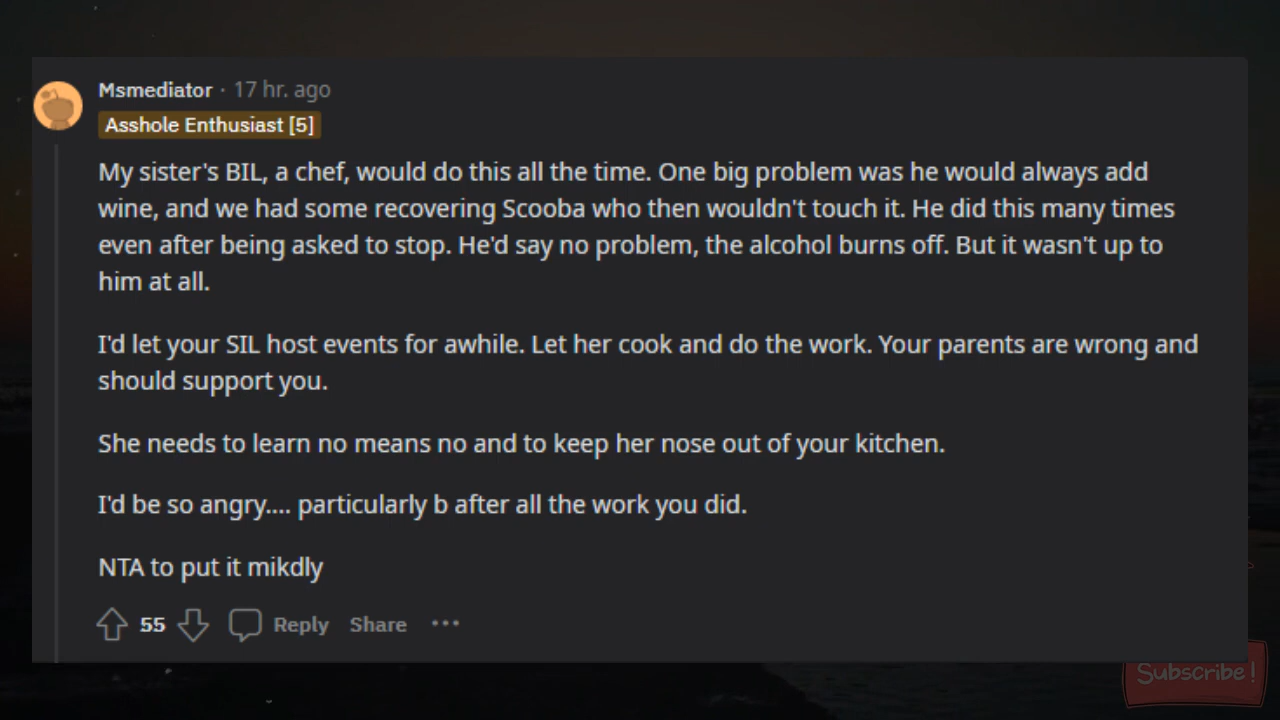 Msmediator · 17 hr. ago
Asshole Enthusiast [5]
My sister's BIL, a chef, would do this all the time. One big problem was he would always add
wine, and we had some recovering Scooba who then wouldn't touch it. He did this many times
even after being asked to stop. He'd say no problem, the alcohol burns off. But it wasn't up to
him at all.
I'd let your SIL host events for awhile. Let her cook and do the work. Your parents are wrong and
should support you.
She needs to learn no means no and to keep her nose out of your kitchen.
I'd be so angry.... particularly b after all the work you did.
NTA to put it mikdly
55 Reply Share ···
Subscribe!